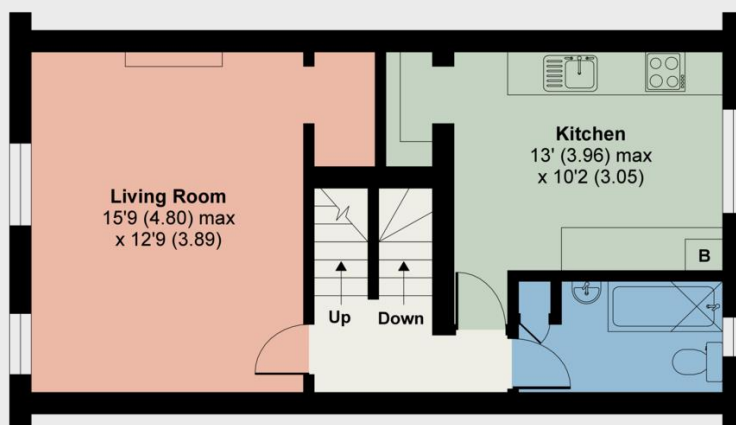 Living Room
15'9 (4.80) max
x 12'9 (3.89)
Kitchen
13' (3.96) max
x 10'2 (3.05)
B
Up
Down